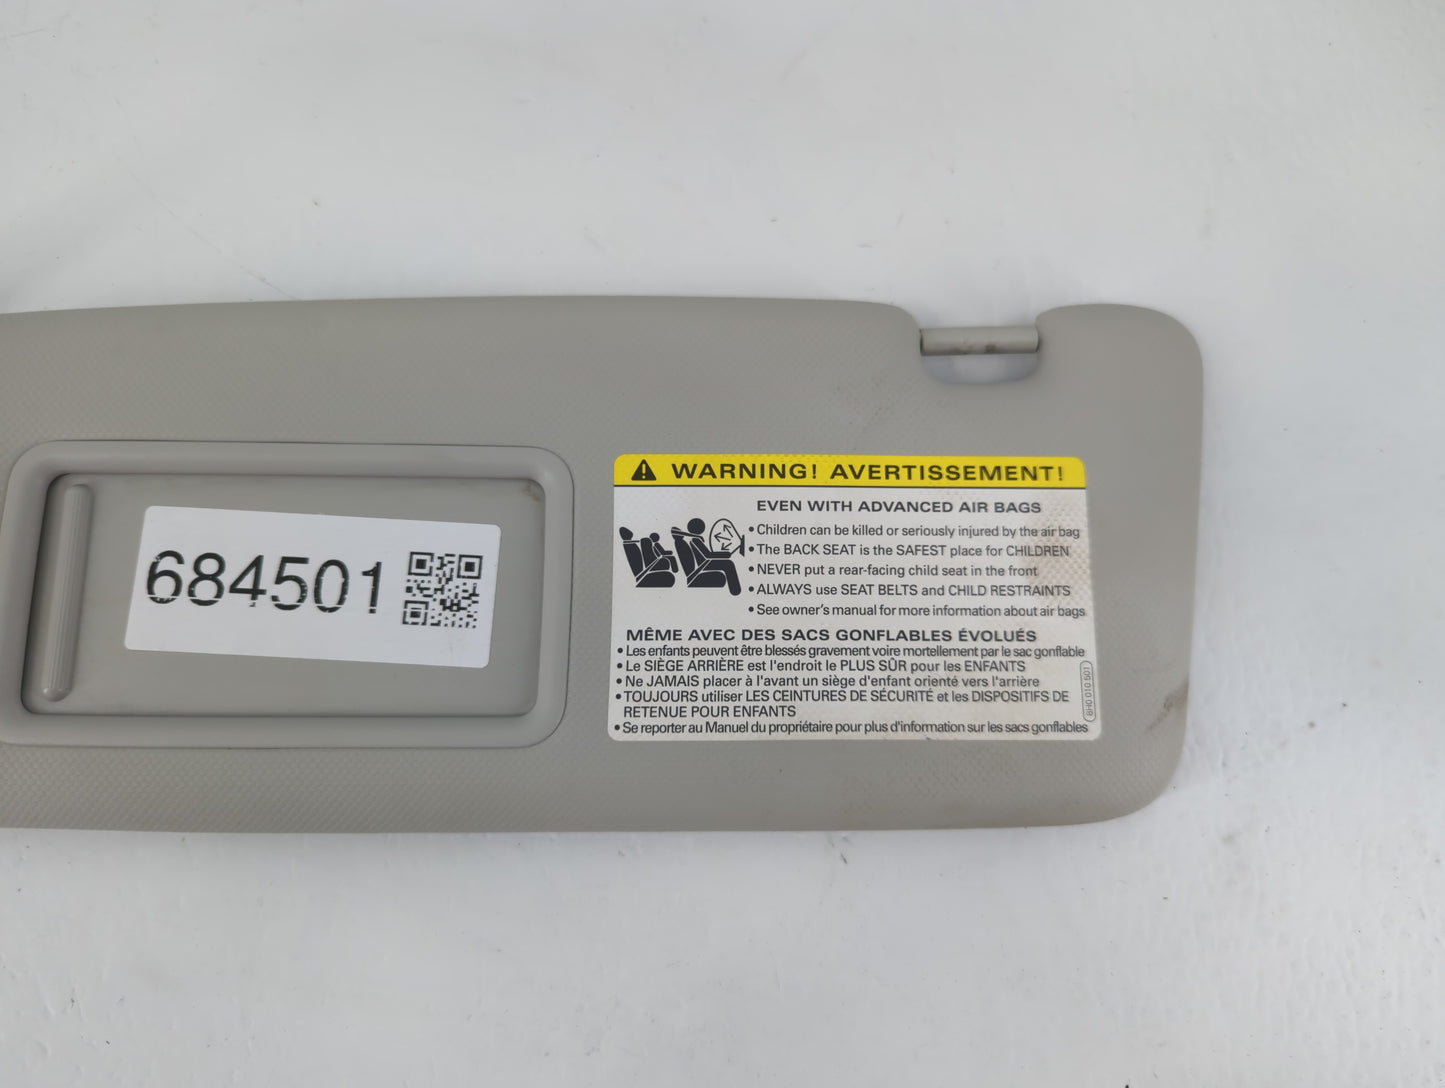 684501
WARNING! AVERTISSEMENT!
EVEN WITH ADVANCED AIR BAGS
• Children can be killed or seriously injured by the air bag
• The BACK SEAT is the SAFEST place for CHILDREN
• NEVER put a rear-facing child seat in the front
• ALWAYS use SEAT BELTS and CHILD RESTRAINTS
• See owner's manual for more information about air bags
MÊME AVEC DES SACS GONFLABLES ÉVOLUÉS
• Les enfants peuvent être blessés gravement voire mortellement par le sac gonflable
• Le SIÈGE ARRIÈRE est l'endroit le PLUS SÛR pour les ENFANTS
• Ne JAMAIS placer à l'avant un siège d'enfant orienté vers l'arrière
• TOUJOURS utiliser LES CEINTURES DE SÉCURITÉ et les DISPOSITIFS DE
RETENUE POUR ENFANTS
• Se reporter au Manuel du propriétaire pour plus d'information sur les sacs gonflables
8H0 010 501